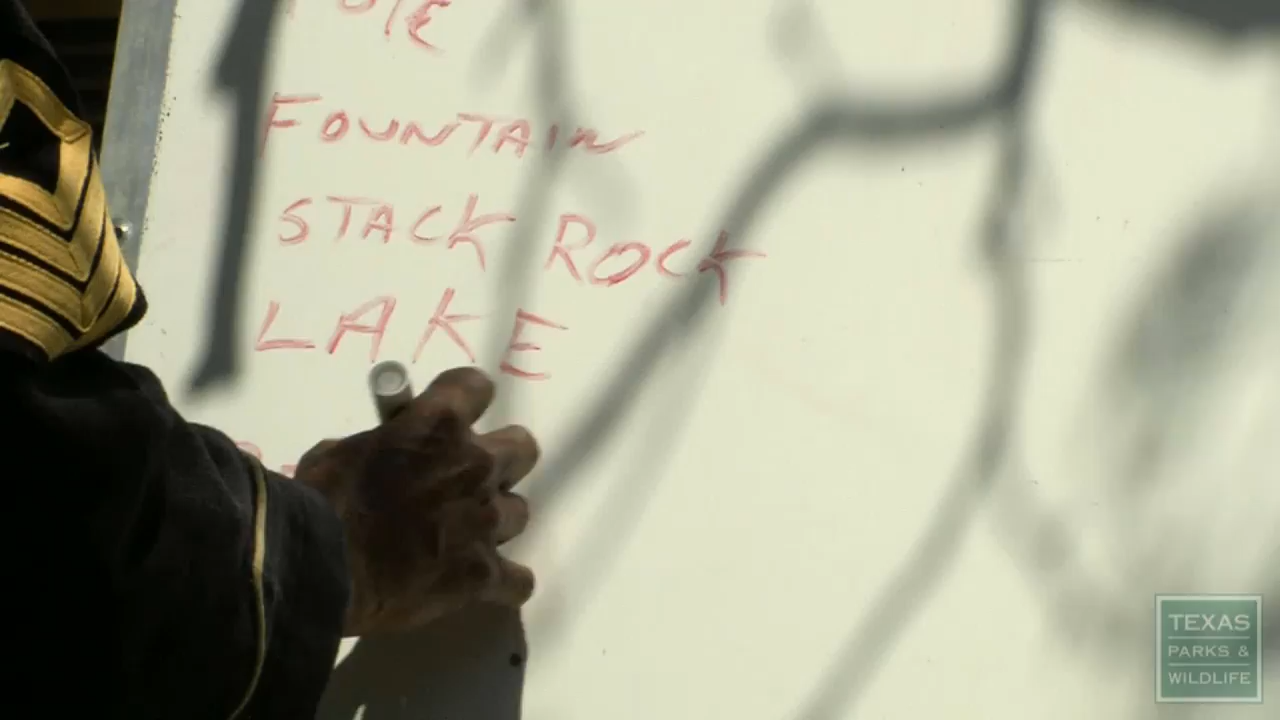 FOUNTAIN
STACK ROCK
LAKE
TEXAS
PARKS &
WILDLIFE